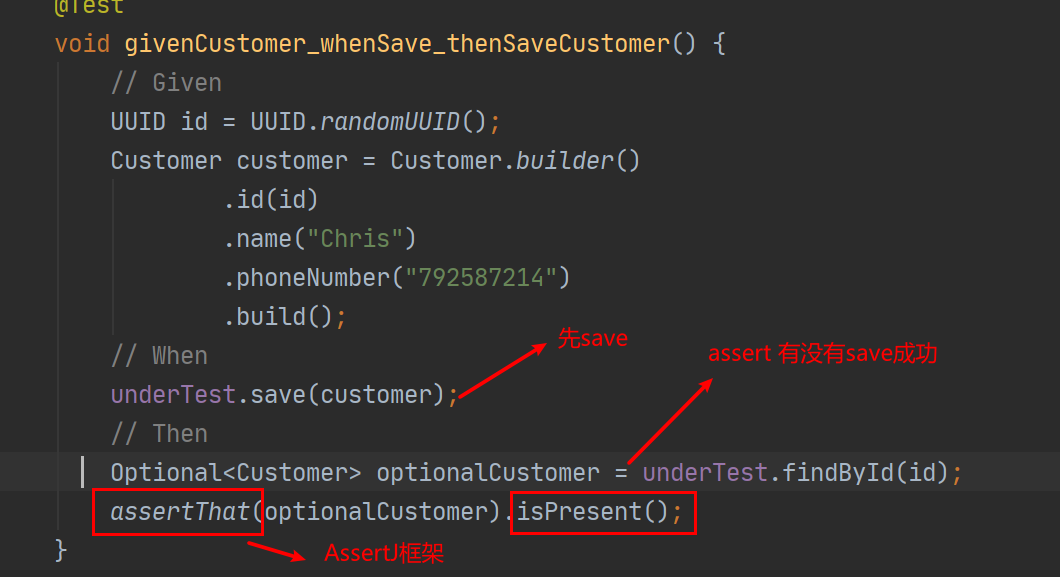 @Test
void givenCustomer_whenSave_thenSaveCustomer() {
// Given
UUID id = UUID.randomUUID();
Customer customer = Customer.builder()
.id(id)
.name("Chris")
.phoneNumber("792587214")
.build();
先save
// When
assert 有没有save成功
underTest.save(customer);
// Then
Optional<Customer> optionalCustomer = underTest.findById(id);
assertThat(optionalCustomer).isPresent();
}
AssertJ框架